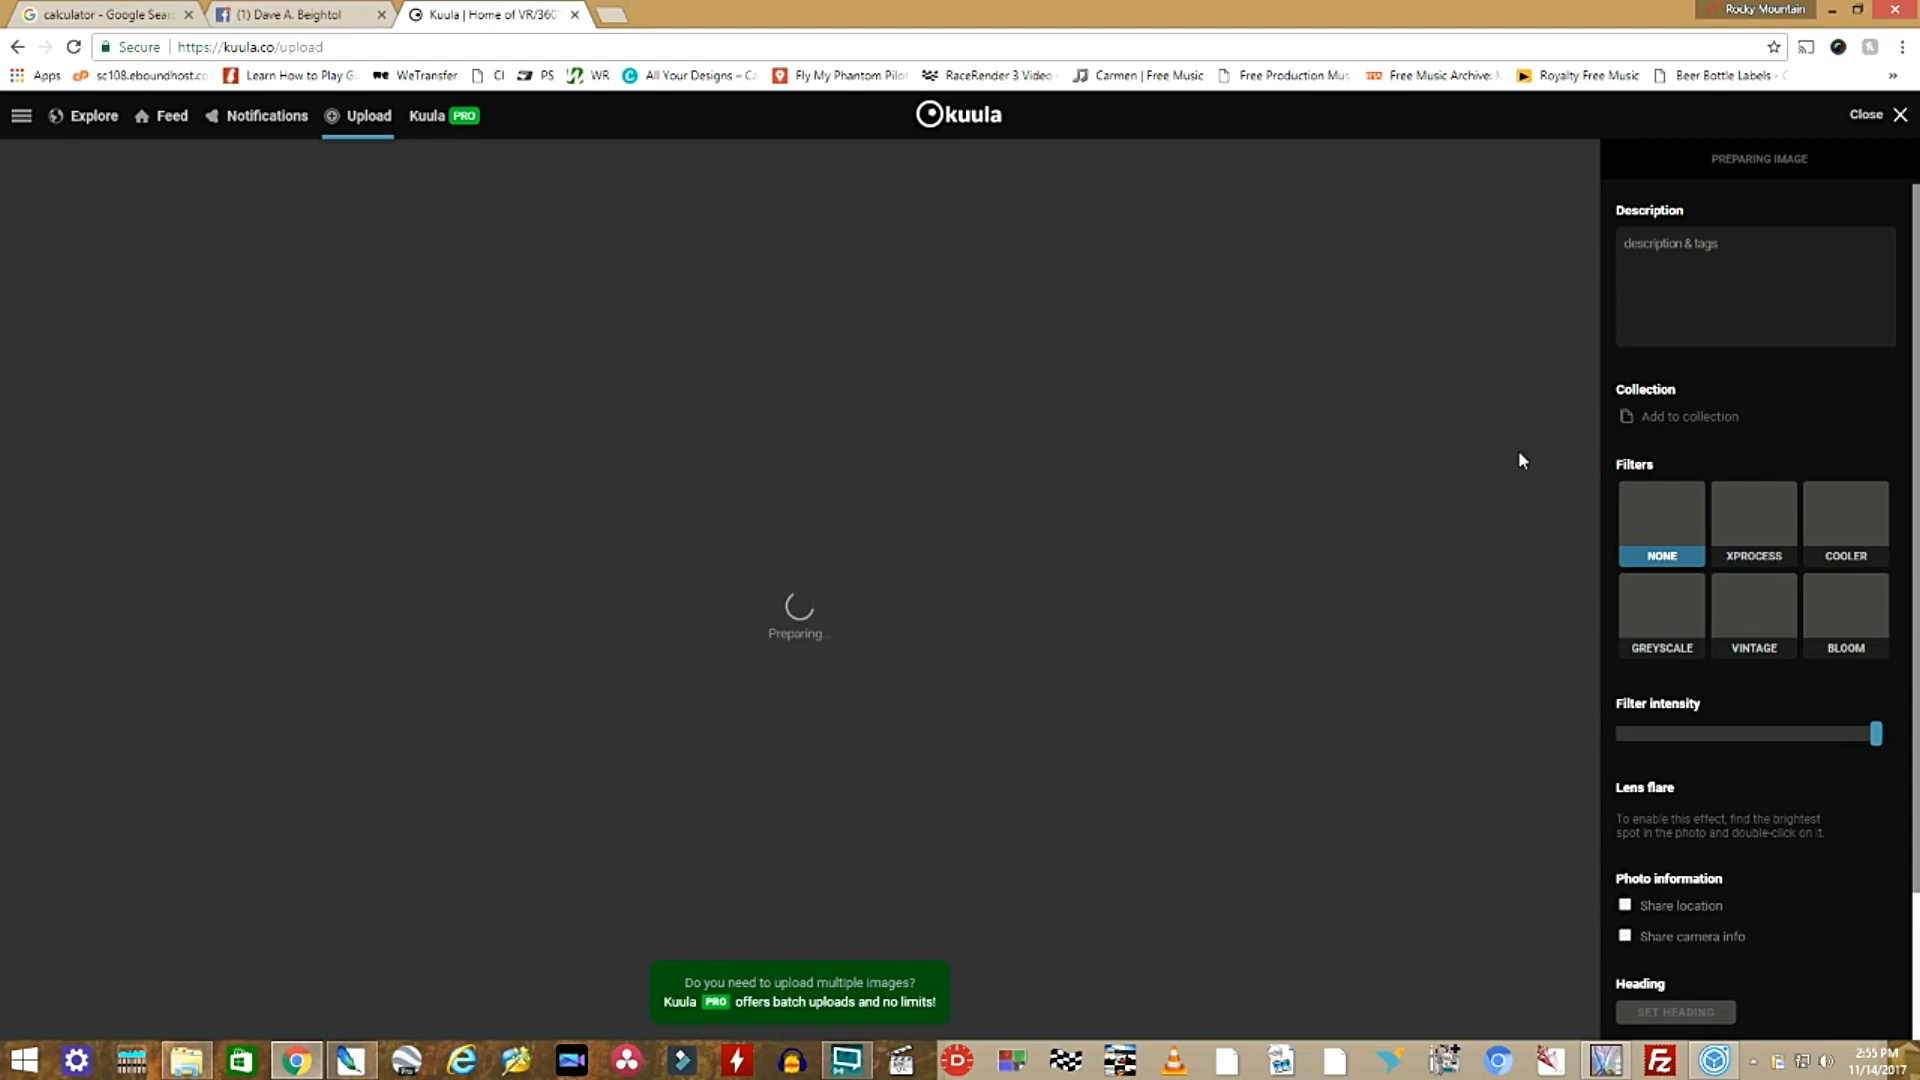 calculator - Google Sear
(1) Dave A. Beightol
Kuula | Home of VR/360°
Rocky Mountain
Secure
https://kuula.co/upload
Apps
sc108.eboundhost.co
Learn How to Play G
WeTransfer
CI
PS
WR
All Your Designs – Ca
Fly My Phantom Pilot
RaceRender 3 Video
Carmen | Free Music
Free Production Mus
Free Music Archive:
Royalty Free Music
Beer Bottle Labels -
»
Explore
Feed
Notifications
Upload
Kuula PRO
kuula
Close
PREPARING IMAGE
Description
description & tags
Collection
Add to collection
Filters
NONE
XPROCESS
COOLER
GREYSCALE
VINTAGE
BLOOM
Filter intensity
Lens flare
To enable this effect, find the brightest
spot in the photo and double-click on it.
Photo information
Share location
Share camera info
Heading
SET HEADING
Preparing...
Do you need to upload multiple images?
Kuula PRO offers batch uploads and no limits!
2:55 PM
11/14/2017